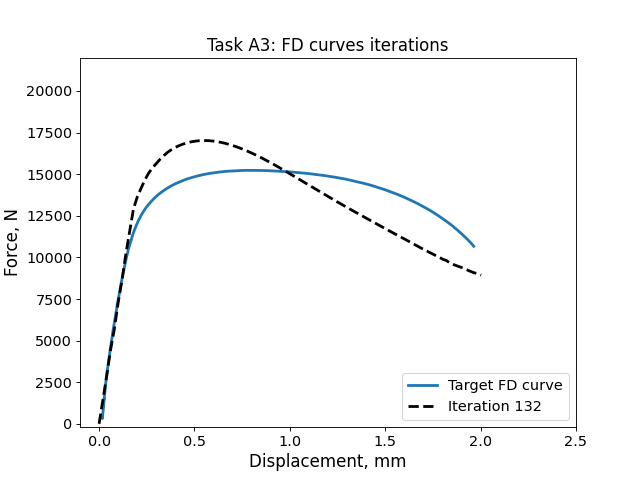 Task A3: FD curves iterations
Force, N
20000
17500
15000
12500
10000
7500
5000
2500
0
0.0 0.5 1.0 1.5 2.0 2.5
Displacement, mm
Target FD curve
Iteration 132